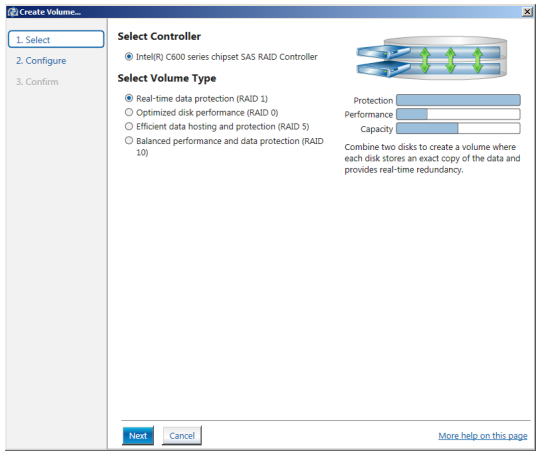 Create Volume...
1. Select
2. Configure
3. Confirm
Select Controller
Intel(R) C600 series chipset SAS RAID Controller
Select Volume Type
Real-time data protection (RAID 1)
Optimized disk performance (RAID 0)
Efficient data hosting and protection (RAID 5)
Balanced performance and data protection (RAID
10)
Protection
Performance
Capacity
Combine two disks to create a volume where
each disk stores an exact copy of the data and
provides real-time redundancy.
Next
Cancel
More help on this page